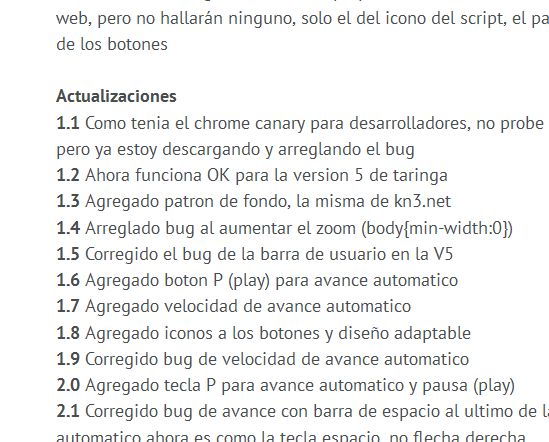 web, pero no hallarán ninguno, solo el del icono del script, el
de los botones
Actualizaciones
1.1 Como tenia el chrome canary para desarrolladores, no probe
pero ya estoy descargando y arreglando el bug
1.2 Ahora funciona OK para la version 5 de taringa
1.3 Agregado patron de fondo, la misma de kn3.net
1.4 Arreglado bug al aumentar el zoom (body{min-width:0})
1.5 Corregido el bug de la barra de usuario en la V5
1.6 Agregado boton P (play) para avance automatico
1.7 Agregado velocidad de avance automatico
1.8 Agregado iconos a los botones y diseño adaptable
1.9 Corregido bug de velocidad de avance automatico
2.0 Agregado tecla P para avance automatico y pausa (play)
2.1 Corregido bug de avance con barra de espacio al ultimo de
automatico ahora es como la tecla espacio, no flecha derecha